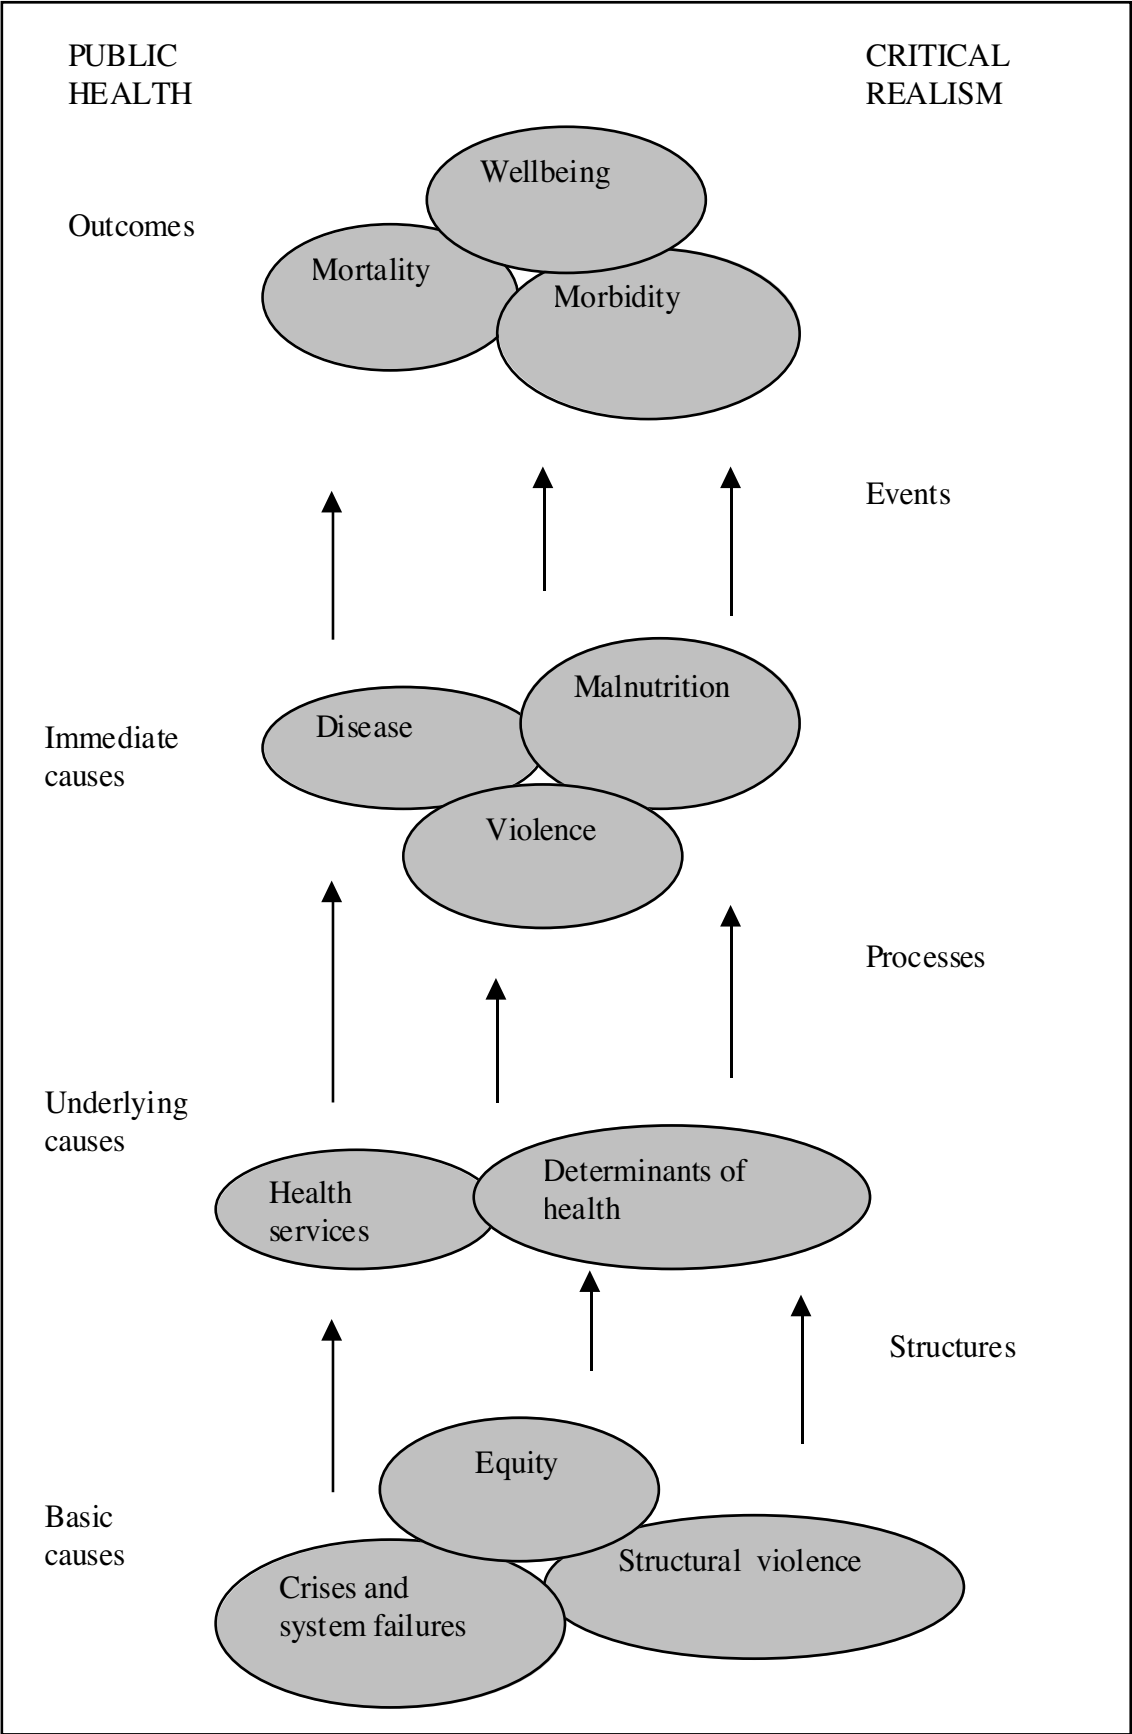 PUBLIC
HEALTH
CRITICAL
REALISM
Wellbeing
Outcomes
Mortality
Morbidity
Events
Malnutrition
Disease
Immediate
causes
Violence
Processes
Underlying
causes
Determinants of
health
Health
services
Structures
Equity
Basic
causes
Structural violence
Crises and
system failures